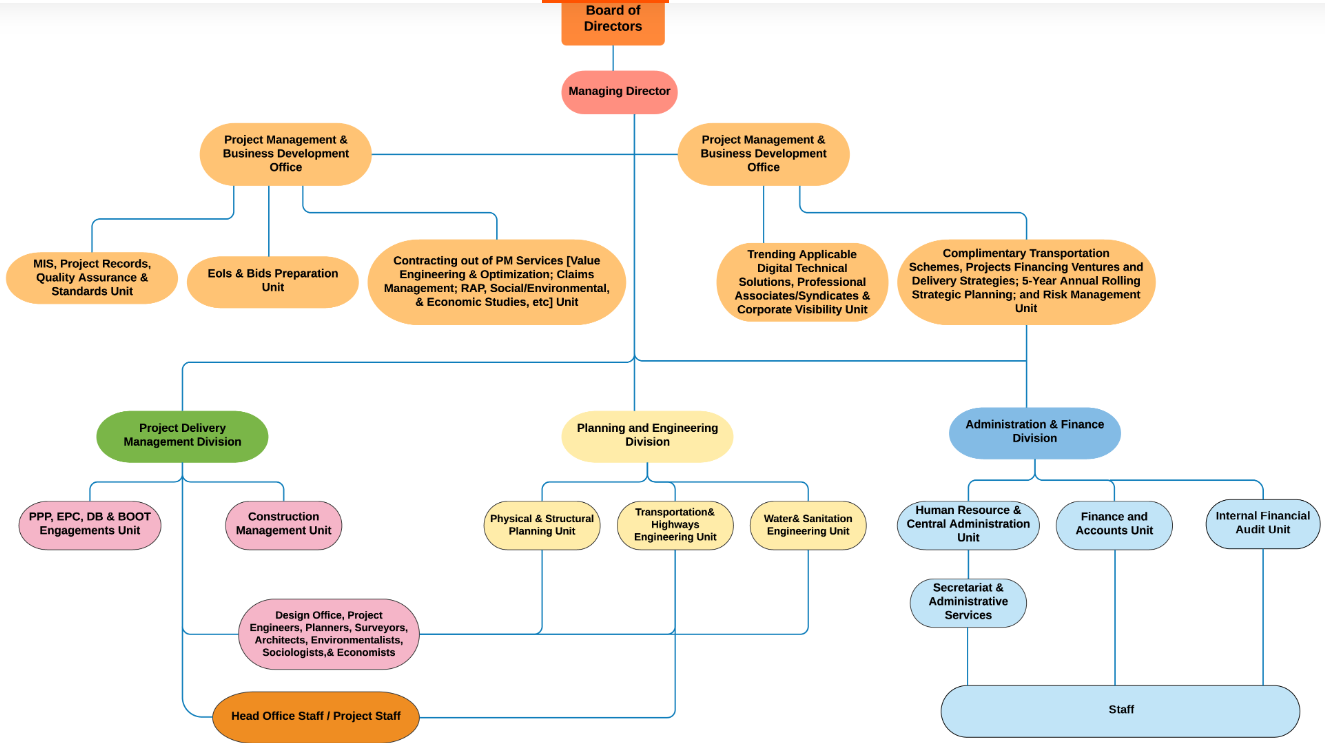 Board of
Directors
Managing Director
Project Management &
Business Development
Office
Project Management &
Business Development
Office
MIS, Project Records,
Quality Assurance &
Standards Unit
EoIs & Bids Preparation
Unit
Contracting out of PM Services [Value
Engineering & Optimization; Claims
Management; RAP, Social/Environmental,
& Economic Studies, etc] Unit
Trending Applicable
Digital Technical
Solutions, Professional
Associates/Syndicates &
Corporate Visibility Unit
Complimentary Transportation
Schemes, Projects Financing Ventures and
Delivery Strategies; 5-Year Annual Rolling
Strategic Planning; and Risk Management
Unit
Project Delivery
Management Division
Planning and Engineering
Division
Administration & Finance
Division
PPP, EPC, DB & BOOT
Engagements Unit
Construction
Management Unit
Physical & Structural
Planning Unit
Transportation&
Highways
Engineering Unit
Water& Sanitation
Engineering Unit
Human Resource &
Central Administration
Unit
Finance and
Accounts Unit
Internal Financial
Audit Unit
Secretariat &
Administrative
Services
Design Office, Project
Engineers, Planners, Surveyors,
Architects, Environmentalists,
Sociologists,& Economists
Head Office Staff / Project Staff
Staff